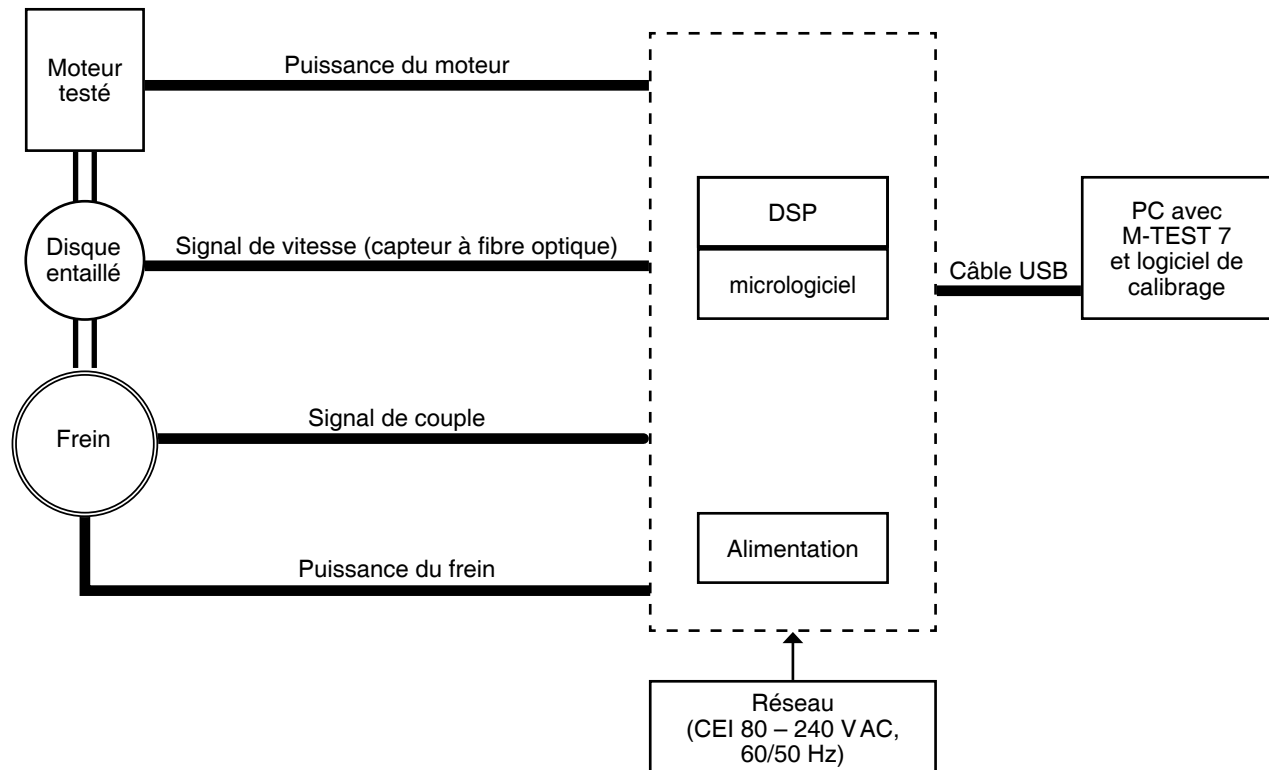 Moteur
testé
Puissance du moteur
Disque
entaillé
Signal de vitesse (capteur à fibre optique)
DSP
micrologiciel
Câble USB
PC avec
M-TEST 7
et logiciel de
calibrage
Frein
Signal de couple
Alimentation
Puissance du frein
Réseau
(CEI 80 – 240 V AC,
60/50 Hz)